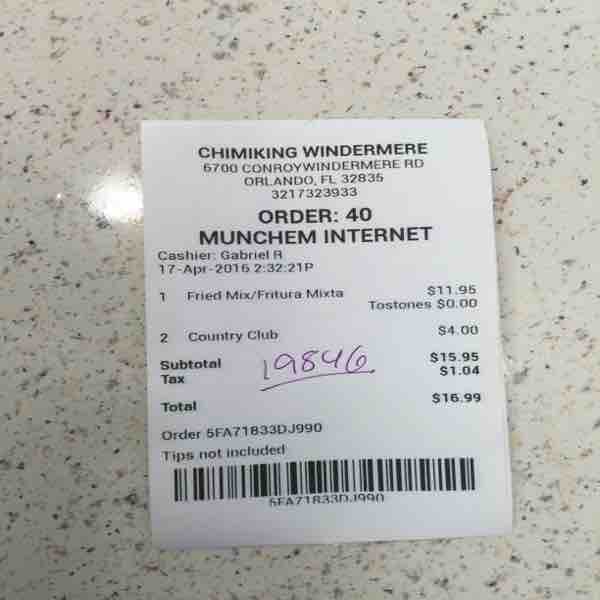 CHIMIKING WINDERMERE
6700 CONROYWINDERMERE RD
ORLANDO, FL 32835
3217323933
ORDER: 40
MUNCHEM INTERNET
Cashier: Gabriel R
17-Apr-2016 2:32:21P
1 Fried Mix/Fritura Mixta $11.95
Tostones $0.00
2 Country Club $4.00
Subtotal $15.95
Tax $1.04
19846
Total $16.99
Order 5FA71833DJ990
Tips not included
5FA71833DJ990